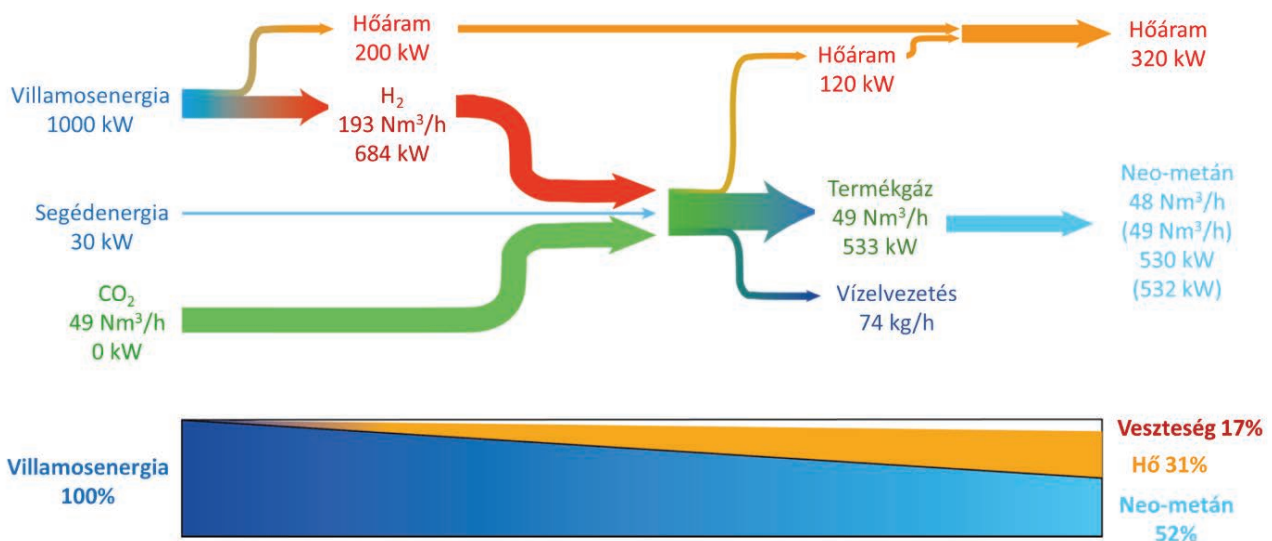 Hőáram
200 kW
Hőáram
320 kW
Hőáram
120 kW
Villamosenergia
1000 kW
H₂
193 Nm³/h
684 kW
Segédenergia
30 kW
Termékgáz
49 Nm³/h
533 kW
Neo-metán
48 Nm³/h
(49 Nm³/h)
530 kW
(532 kW)
CO₂
49 Nm³/h
0 kW
Vízelvezetés
74 kg/h
Villamosenergia
100%
Veszteség 17%
Hő 31%
Neo-metán
52%